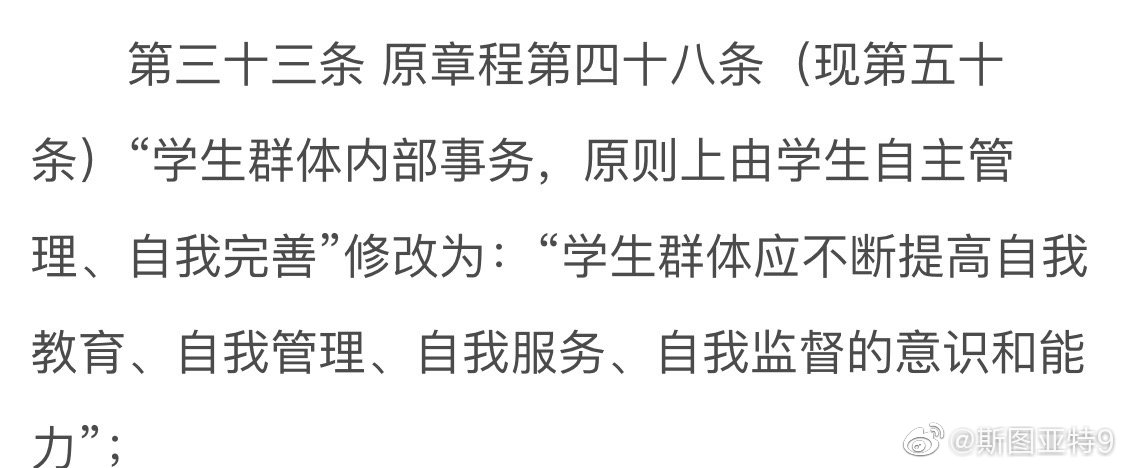 第三十三条 原章程第四十八条（现第五十
条）“学生群体内部事务，原则上由学生自主管
理、自我完善”修改为：“学生群体应不断提高自我
教育、自我管理、自我服务、自我监督的意识和能
力”；
@斯图亚特9